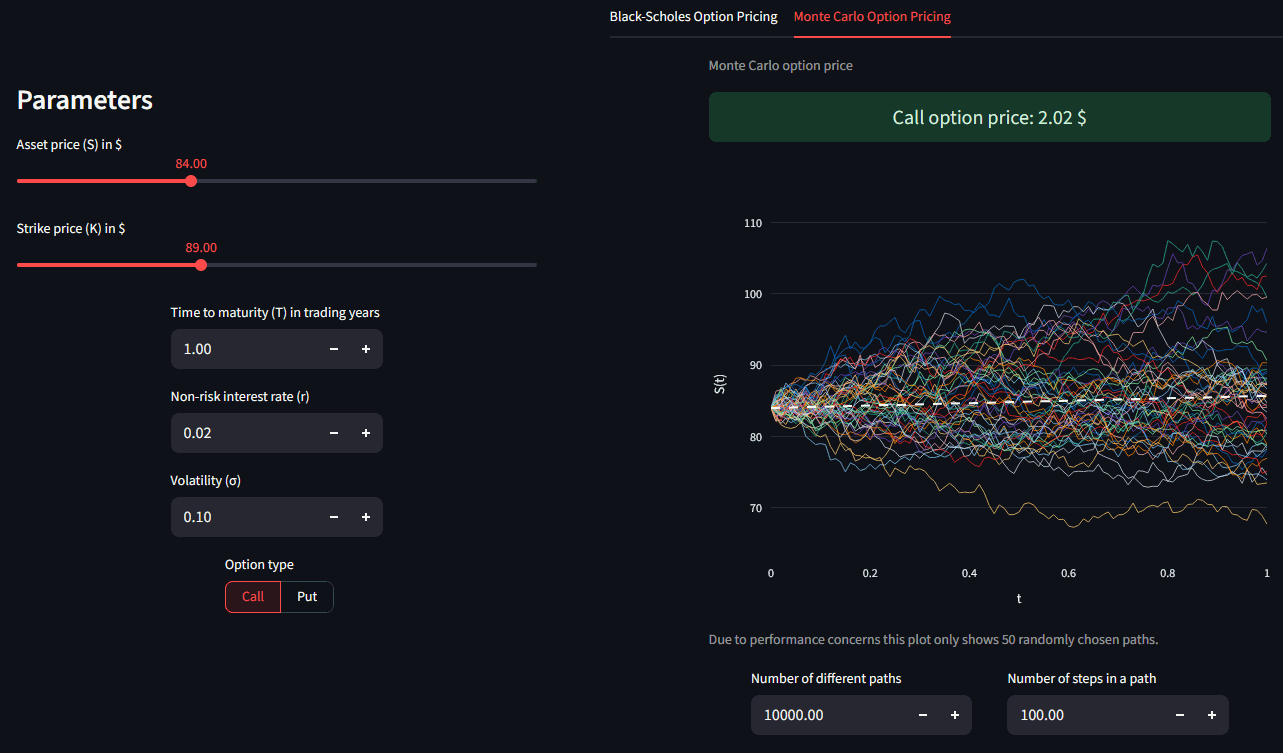 Black-Scholes Option Pricing
Monte Carlo Option Pricing
Parameters
Asset price (S) in $
84.00
Strike price (K) in $
89.00
Time to maturity (T) in trading years
1.00 − +
Non-risk interest rate (r)
0.02 − +
Volatility (σ)
0.10 − +
Option type
Call
Put
Monte Carlo option price
Call option price: 2.02 $
110
100
90
80
70
S(t)
0 0.2 0.4 0.6 0.8 1
t
Due to performance concerns this plot only shows 50 randomly chosen paths.
Number of different paths
10000.00 − +
Number of steps in a path
100.00 − +